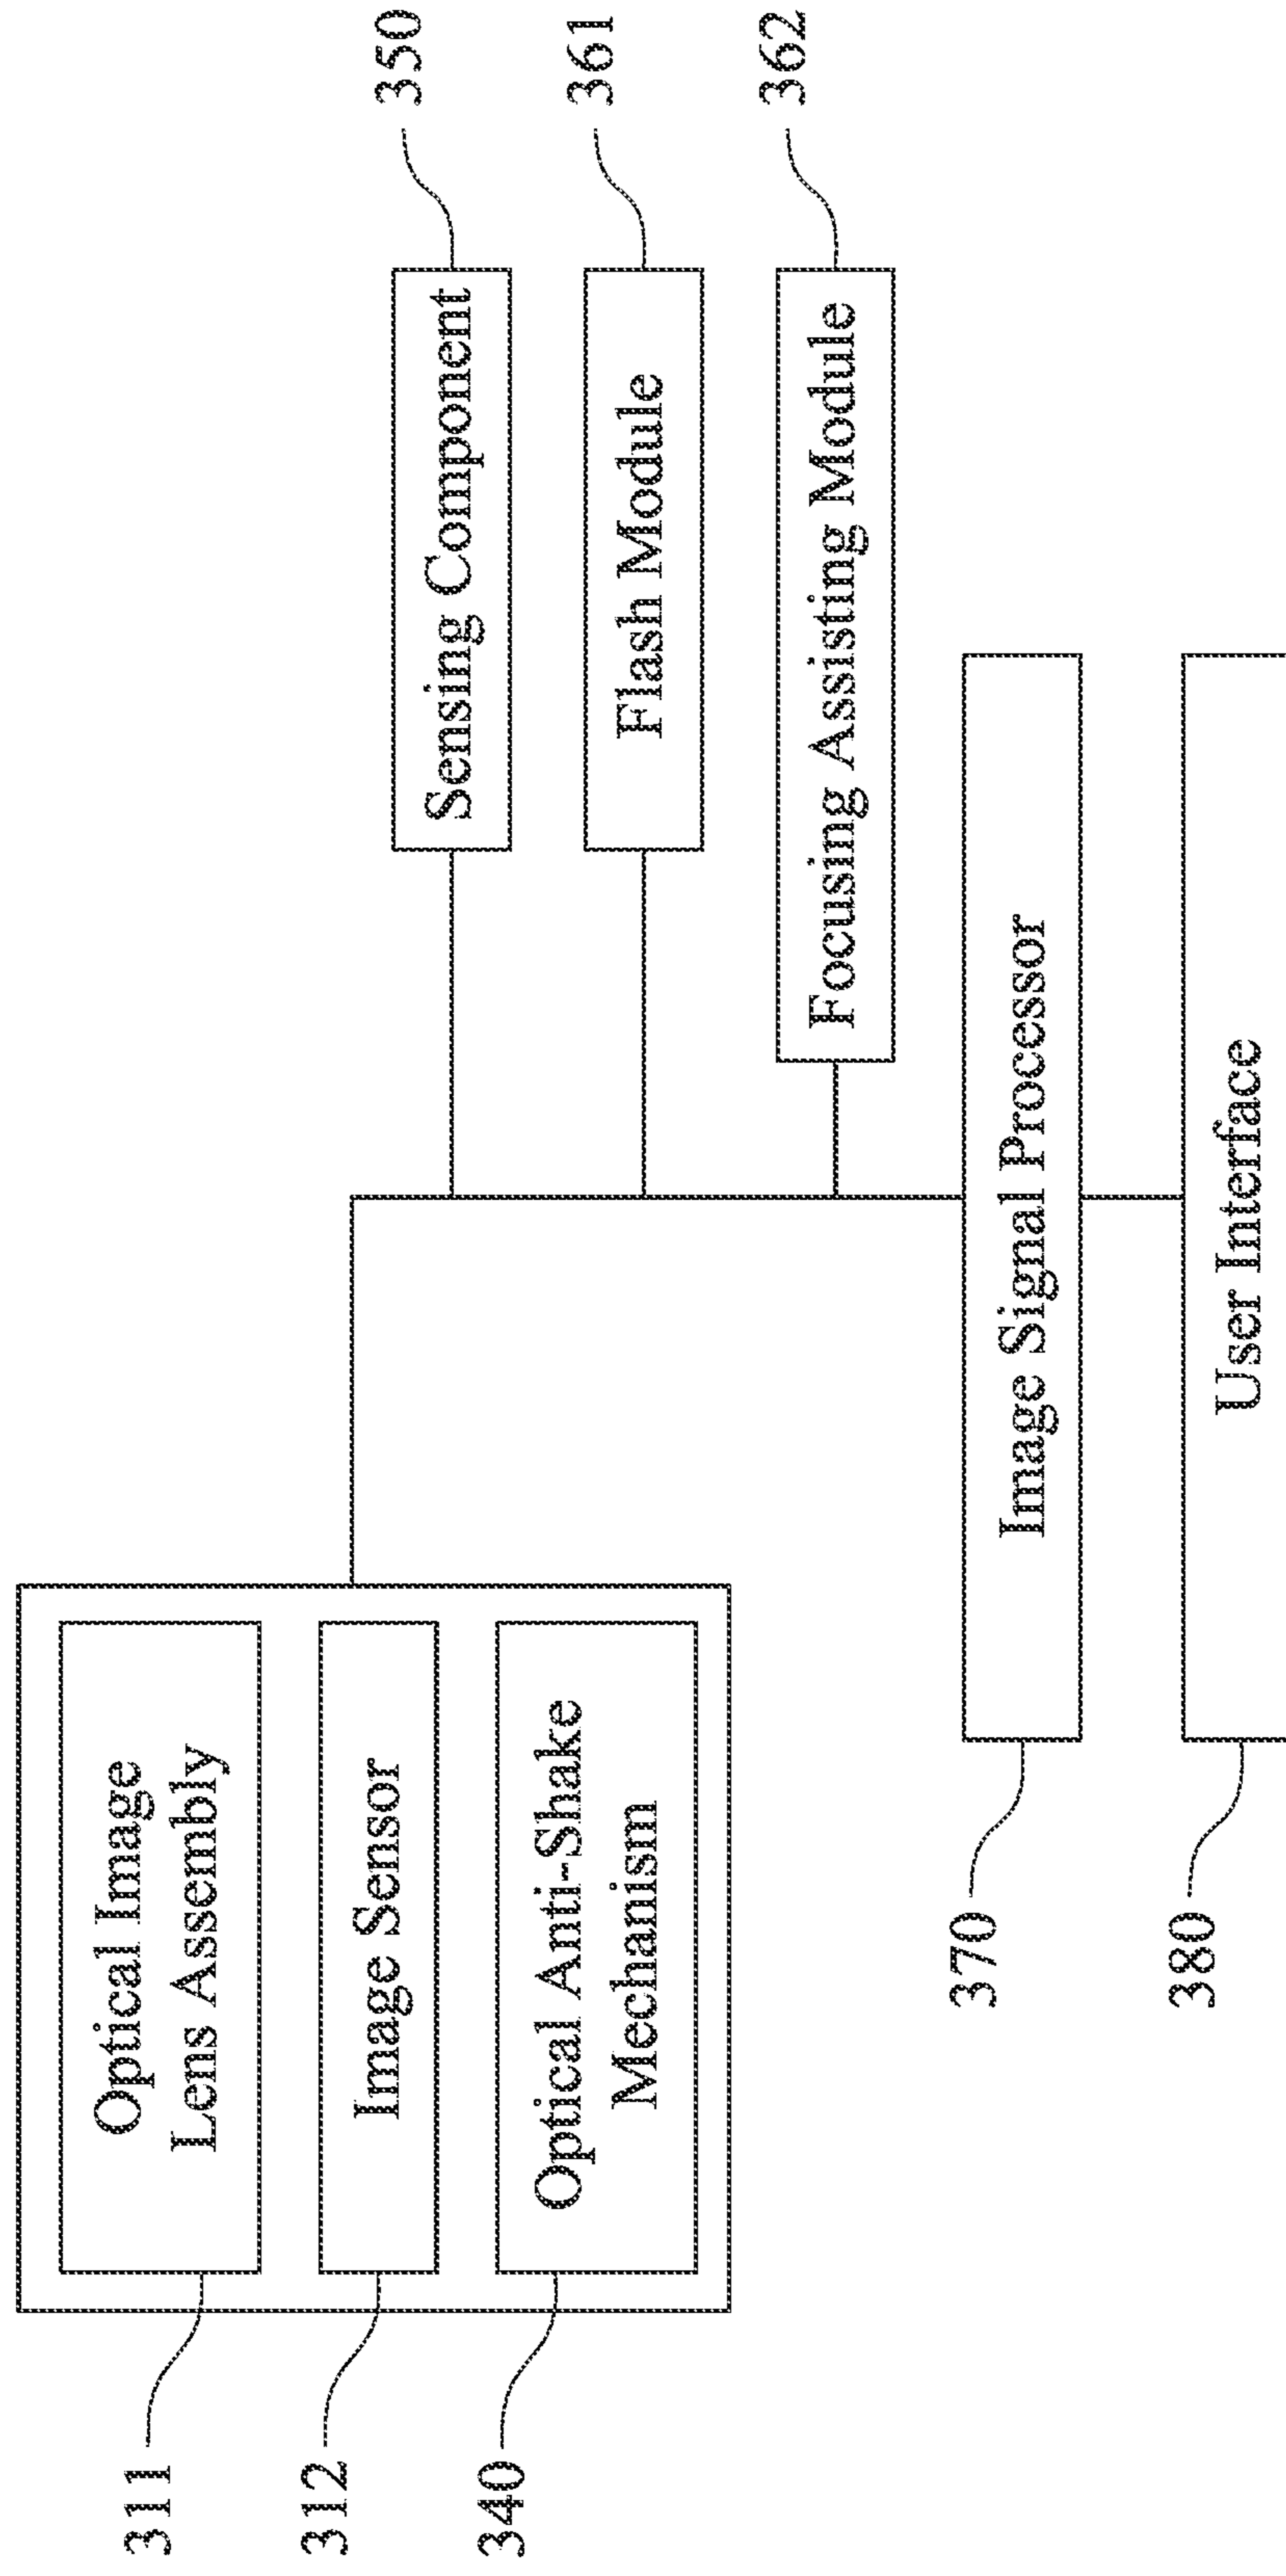 311
Optical Image
Lens Assembly
312
Image Sensor
340
Optical Anti-Shake
Mechanism
Sensing Component
350
Flash Module
361
Focusing Assisting Module
362
370
Image Signal Processor
380
User Interface